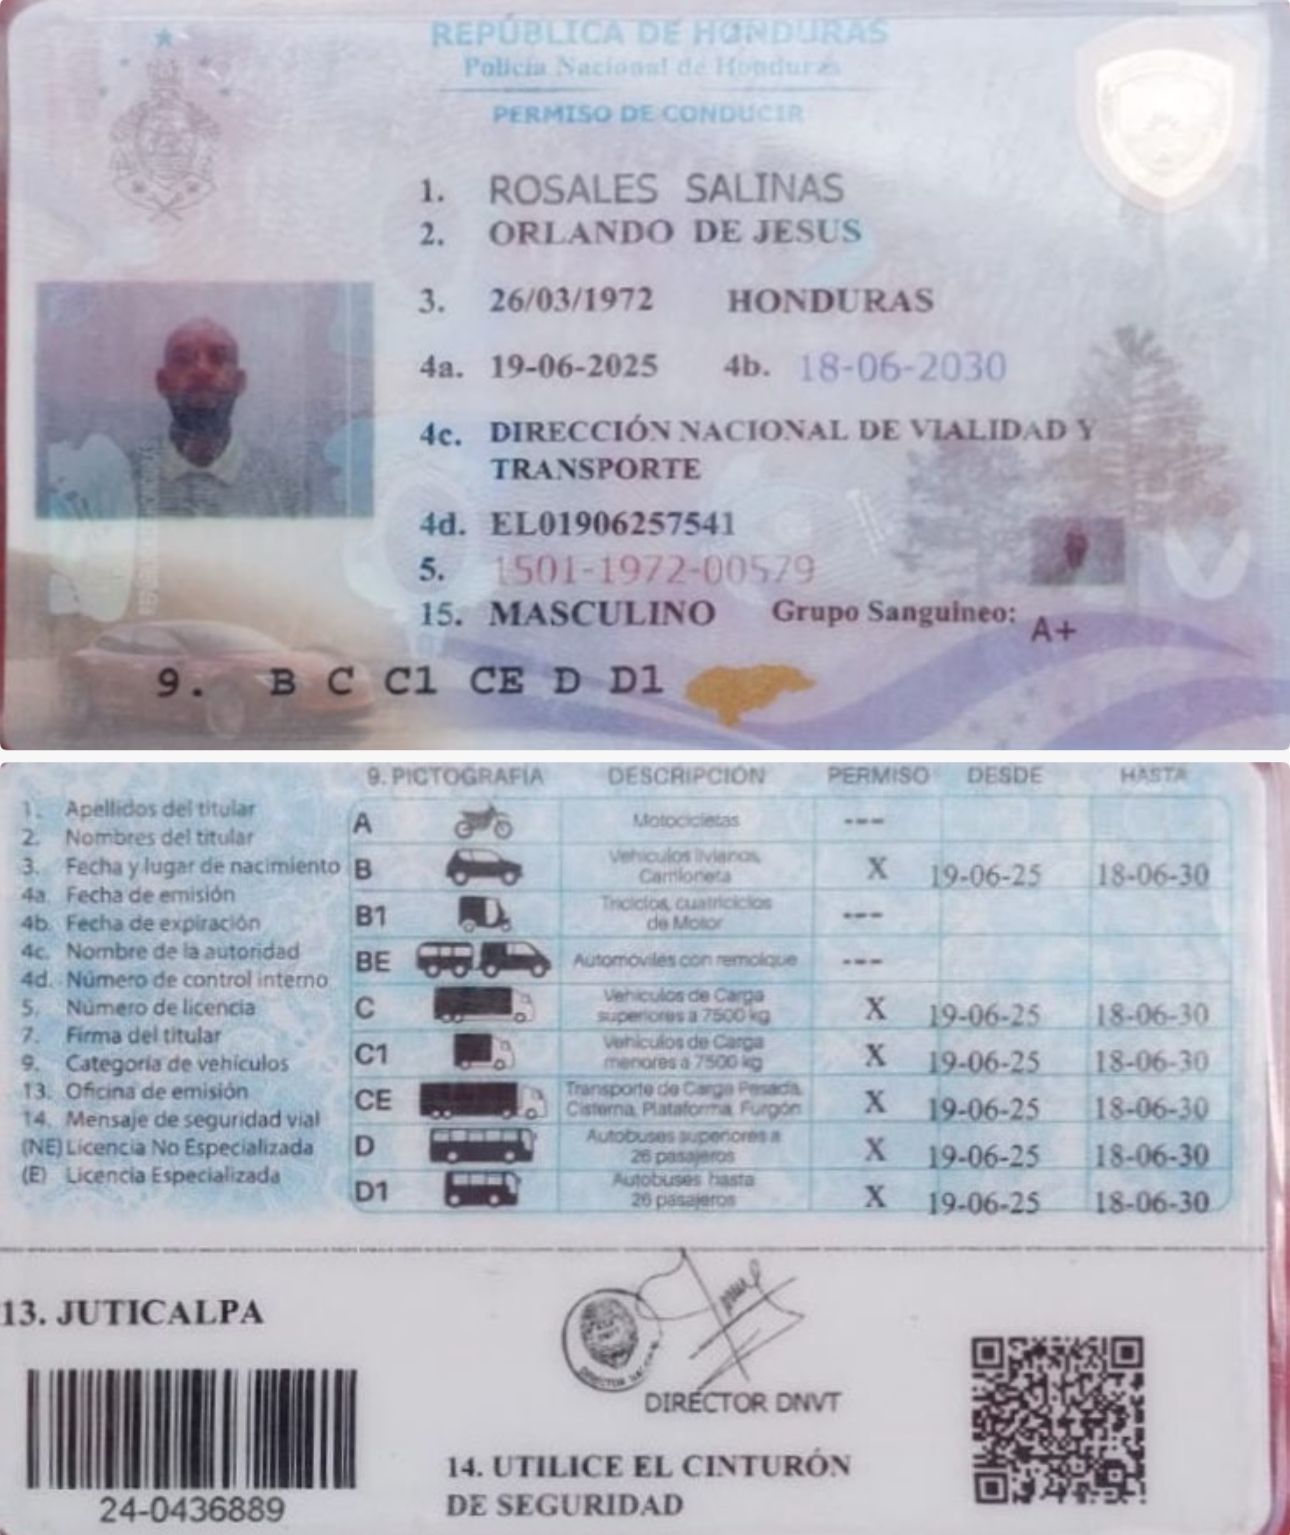 REPÚBLICA DE HONDURAS
Policía Nacional de Honduras
PERMISO DE CONDUCIR
1. ROSALES SALINAS
2. ORLANDO DE JESUS
3. 26/03/1972 HONDURAS
4a. 19-06-2025 4b. 18-06-2030
4c. DIRECCIÓN NACIONAL DE VIALIDAD Y
TRANSPORTE
4d. EL01906257541
5. 1501-1972-00579
15. MASCULINO Grupo Sanguíneo: A+
9. B C C1 CE D D1
1. Apellidos del titular
2. Nombres del titular
3. Fecha y lugar de nacimiento
4a. Fecha de emisión
4b. Fecha de expiración
4c. Nombre de la autoridad
4d. Número de control interno
5. Número de licencia
7. Firma del titular
9. Categoría de vehículos
13. Oficina de emisión
14. Mensaje de seguridad vial
(NE) Licencia No Especializada
(E) Licencia Especializada
9. PICTOGRAFÍA DESCRIPCIÓN PERMISO DESDE HASTA
A Motocicletas ---
B Vehículos livianos, Camioneta X 19-06-25 18-06-30
B1 Triciclos, cuatriciclos de Motor ---
BE Automóviles con remolque ---
C Vehículos de Carga superiores a 7500 kg X 19-06-25 18-06-30
C1 Vehículos de Carga menores a 7500 kg X 19-06-25 18-06-30
CE Transporte de Carga Pesada, Cisterna, Plataforma, Furgón X 19-06-25 18-06-30
D Autobuses superiores a 26 pasajeros X 19-06-25 18-06-30
D1 Autobuses hasta 26 pasajeros X 19-06-25 18-06-30
13. JUTICALPA
24-0436889
DIRECTOR DNVT
14. UTILICE EL CINTURÓN
DE SEGURIDAD